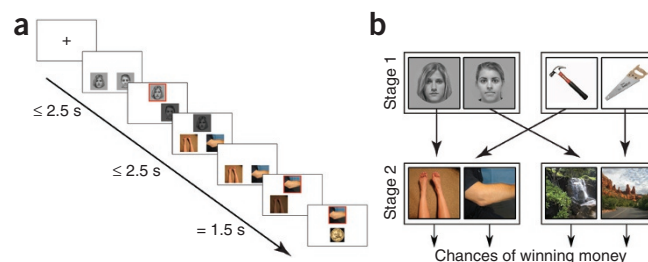 a
+
≤ 2.5 s
≤ 2.5 s
= 1.5 s
b
Stage 1
Stage 2
Chances of winning money